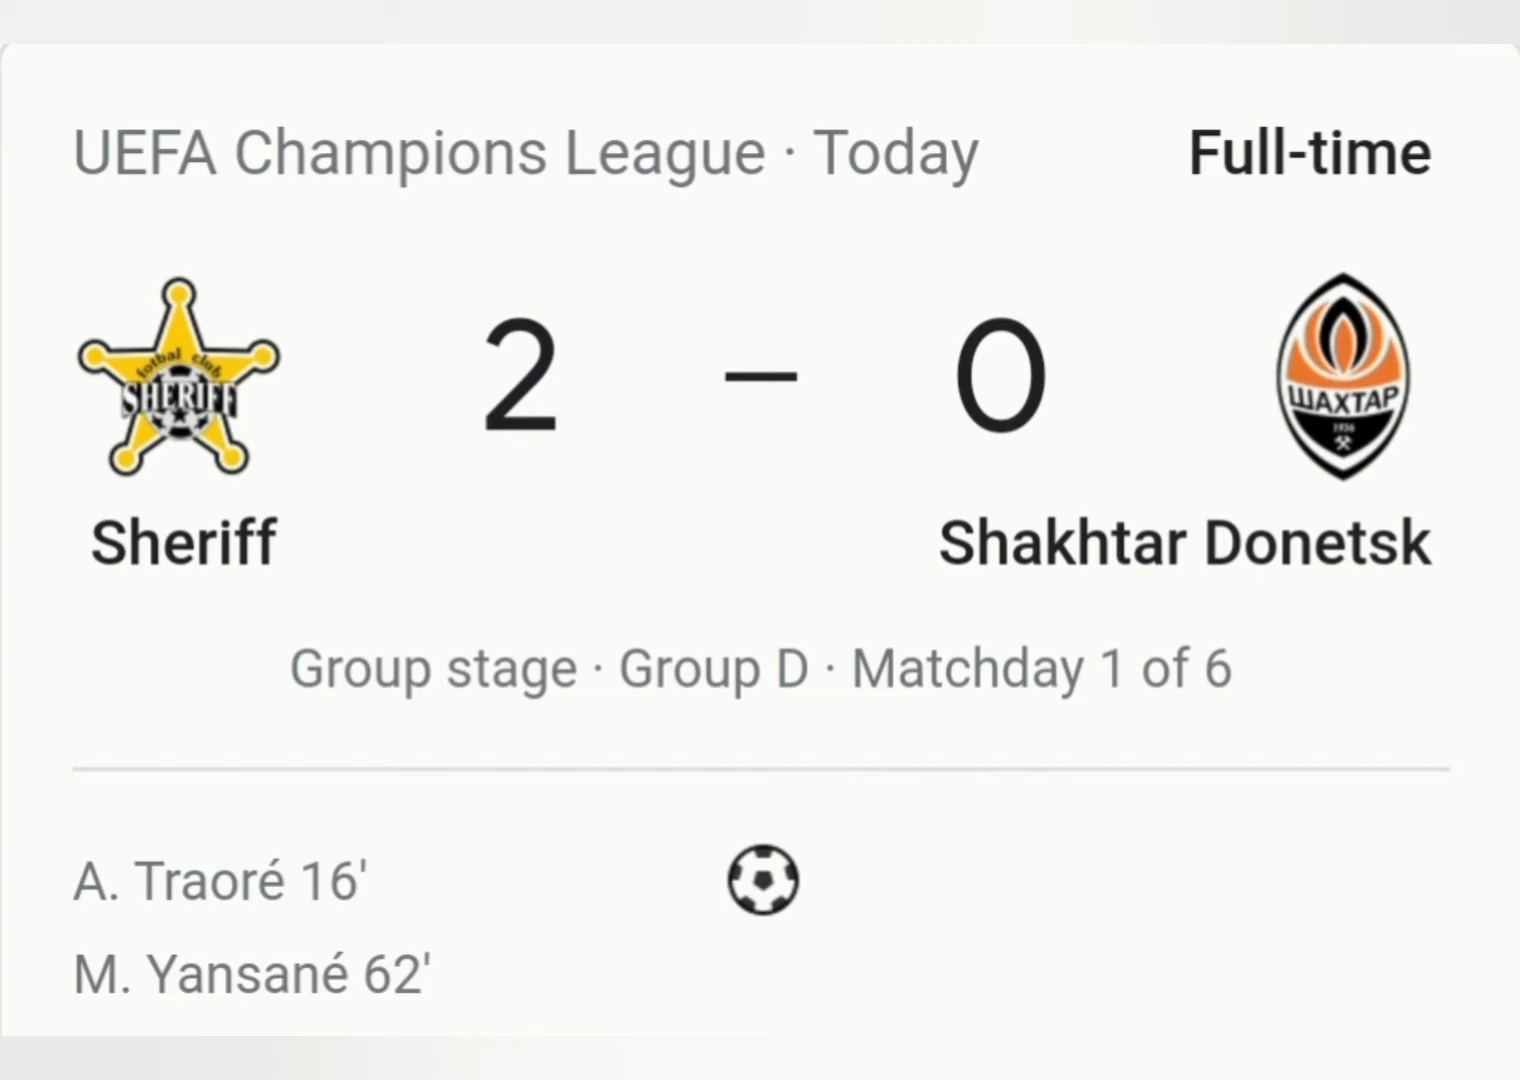 UEFA Champions League · Today Full-time
fotbal club
SHERIFF
2 – 0
ШАХТАР
1936
Sheriff Shakhtar Donetsk
Group stage · Group D · Matchday 1 of 6
A. Traoré 16'
M. Yansané 62'